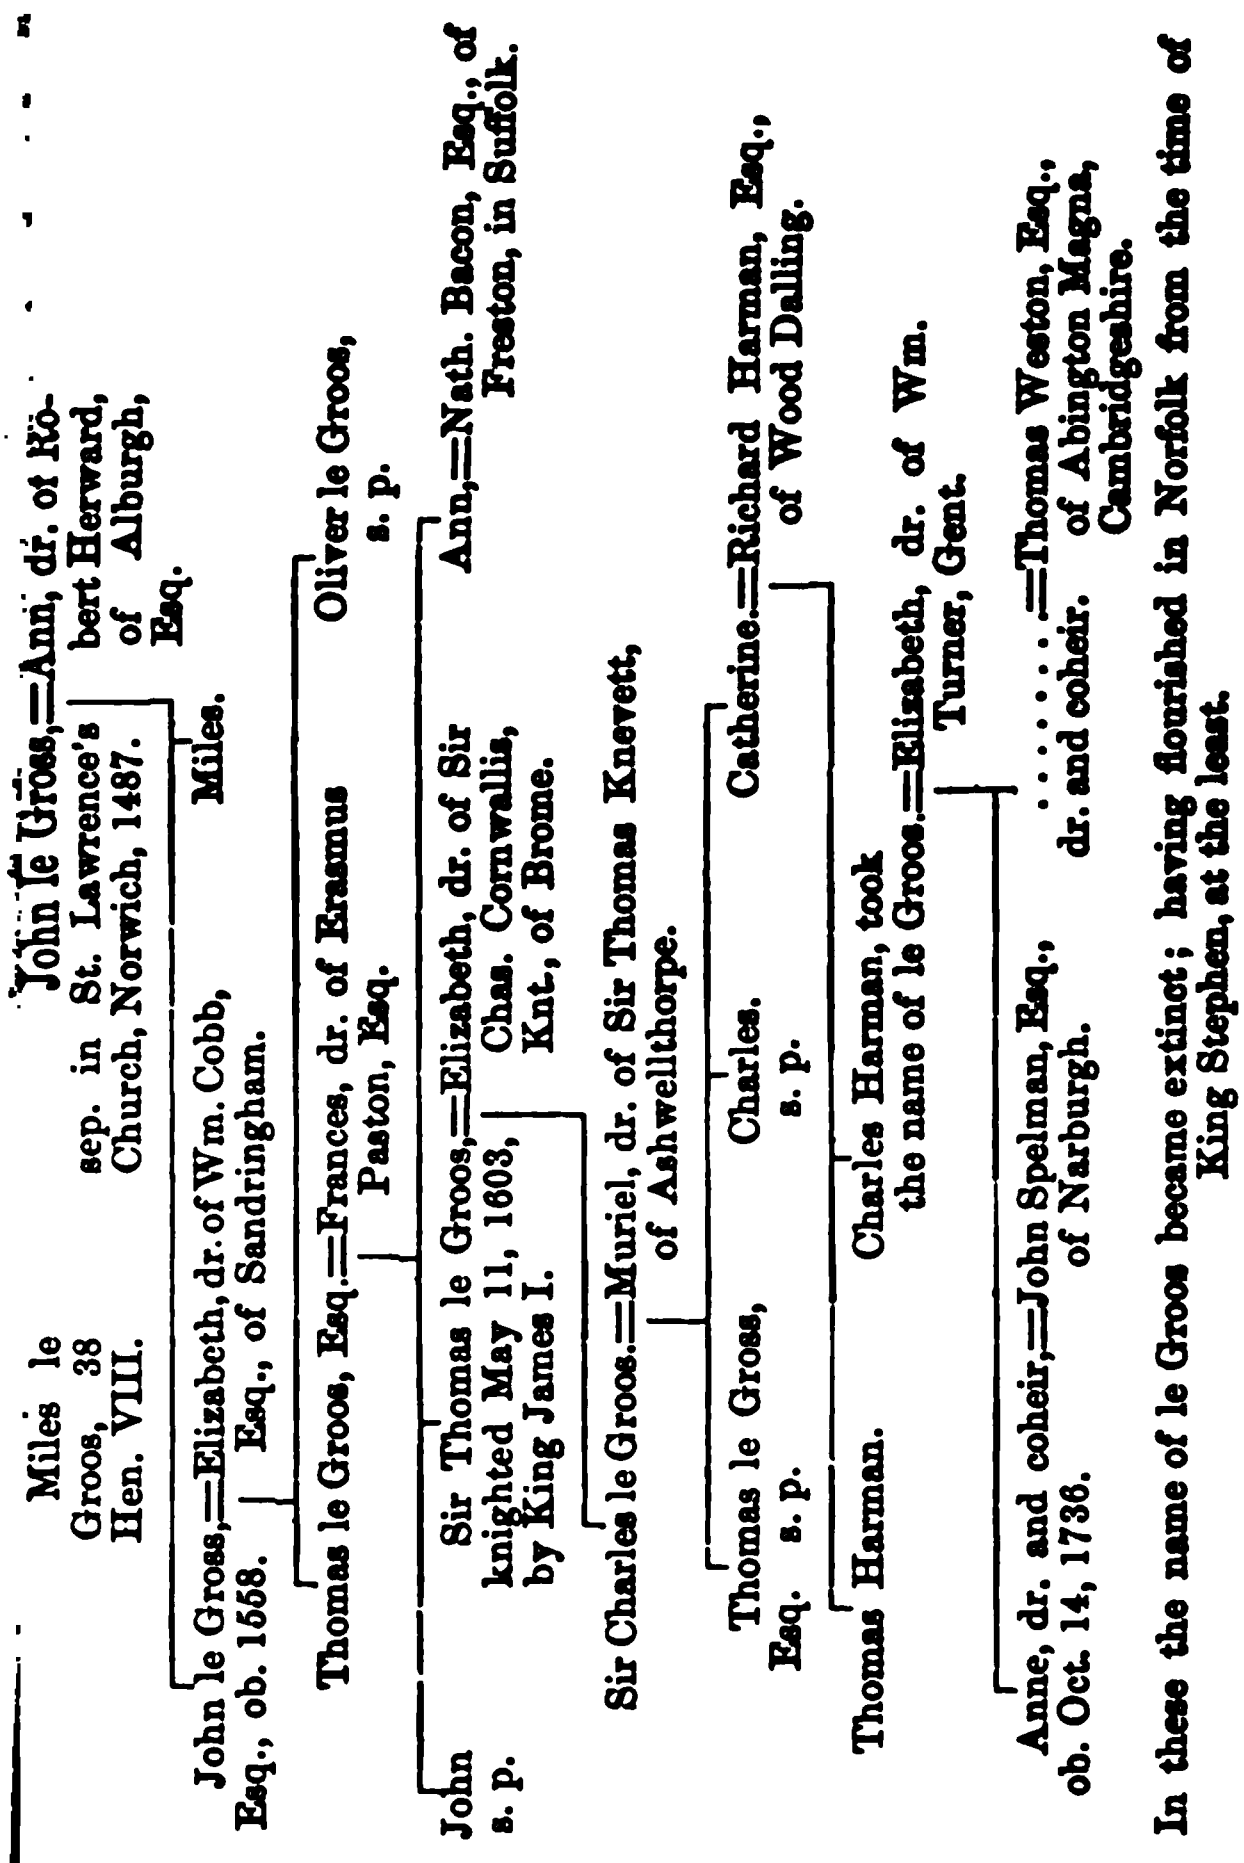 Miles le
Groos, 38
Hen. VIII.
John le Gross,=Ann, dr. of Ro-
sep. in St. Lawrence's
Church, Norwich, 1487.
bert Herward,
of Alburgh,
Esq.
John le Gross,=Elizabeth, dr. of Wm. Cobb,
Esq., ob. 1558.
Esq., of Sandringham.
Miles.
Thomas le Groos, Esq.=Frances, dr. of Erasmus
Paston, Esq.
Oliver le Groos,
s. p.
John
s. p.
Sir Thomas le Groos,=Elizabeth, dr. of Sir
knighted May 11, 1603,
by King James I.
Chas. Cornwallis,
Knt., of Brome.
Ann,=Nath. Bacon, Esq., of
Freston, in Suffolk.
Sir Charles le Groos.=Muriel, dr. of Sir Thomas Knevett,
of Ashwellthorpe.
Thomas le Gross,
Esq. s. p.
Charles.
s. p.
Catherine.=Richard Harman, Esq.,
of Wood Dalling.
Thomas Harman.
Charles Harman, took
the name of le Groos.=Elizabeth, dr. of Wm.
Turner, Gent.
Anne, dr. and coheir,=John Spelman, Esq.,
ob. Oct. 14, 1736.
of Narburgh.
. . . . . . . .=Thomas Weston, Esq.,
dr. and coheir.
of Abington Magna,
Cambridgeshire.
In these the name of le Groos became extinct; having flourished in Norfolk from the time of
King Stephen, at the least.